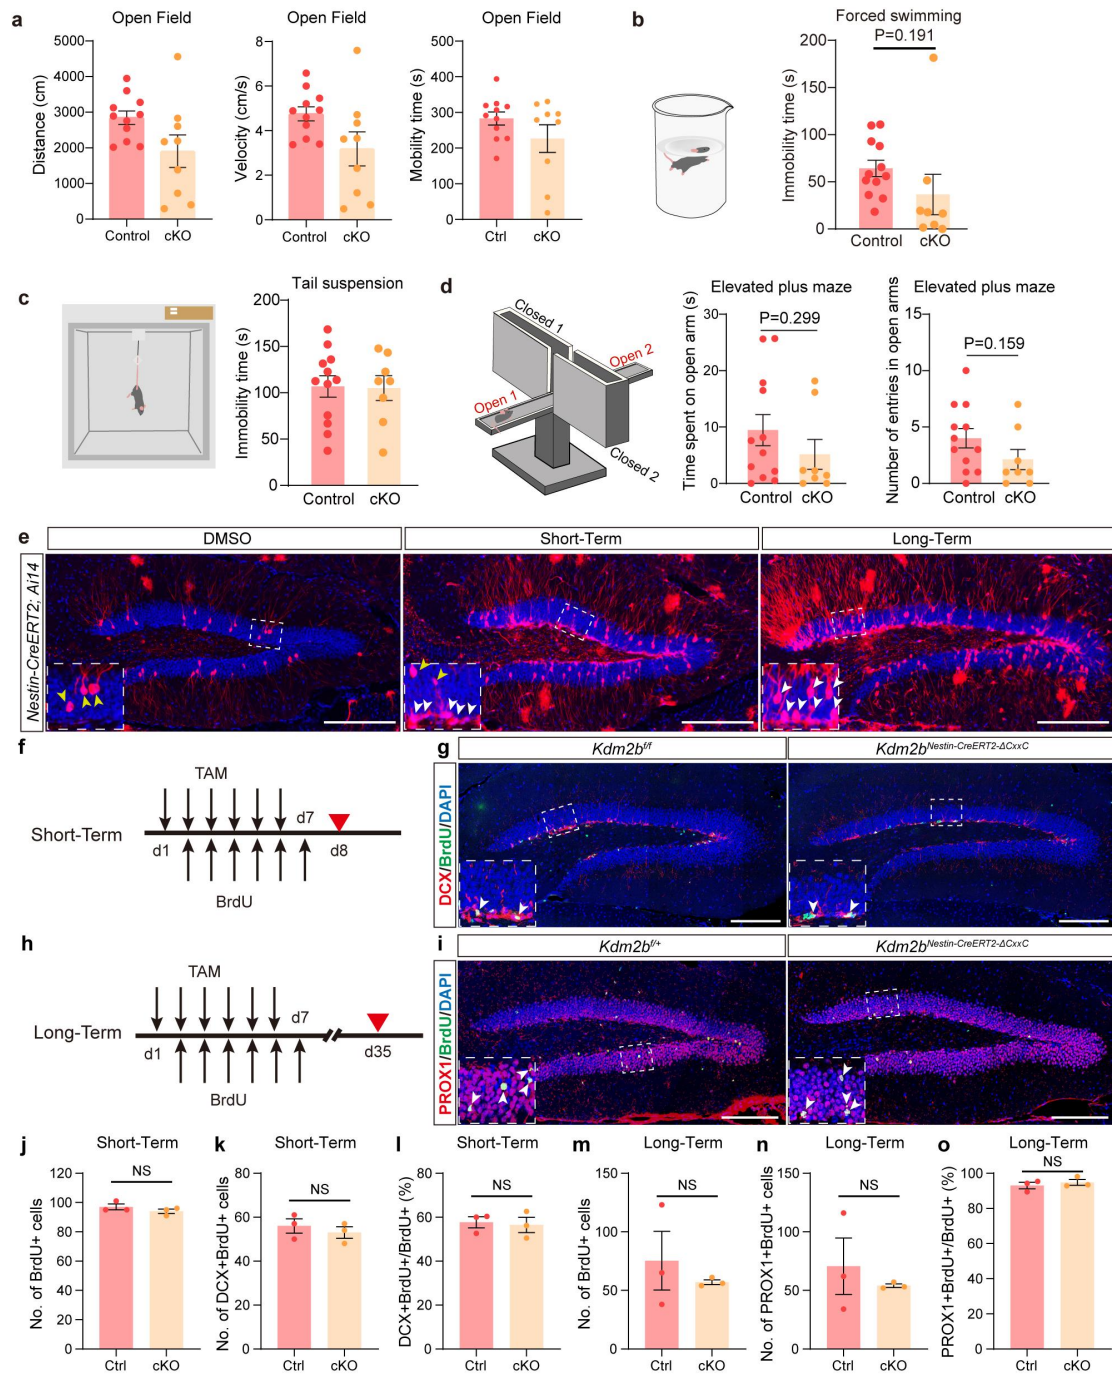 a
Open Field
Distance (cm)
5000
4000
3000
2000
1000
0
Control
cKO
Open Field
Velocity (cm/s)
8
6
4
2
0
Control
cKO
Open Field
Mobility time (s)
500
400
300
200
100
0
Ctrl
cKO
b
Forced swimming
P=0.191
Immobility time (s)
200
150
100
50
0
Control
cKO
c
Tail suspension
Immobility time (s)
200
150
100
50
0
Control
cKO
d
Closed 1
Open 2
Open 1
Closed 2
Elevated plus maze
P=0.299
Time spent on open arm (s)
30
20
10
0
Control
cKO
Elevated plus maze
P=0.159
Number of entries in open arms
15
10
5
0
Control
cKO
e
DMSO
Short-Term
Long-Term
Nestin-CreERT2; Ai14
f
TAM
d7
Short-Term
d1
d8
BrdU
g
Kdm2b^f/f
Kdm2b^Nestin-CreERT2-ΔCxxC
DCX/BrdU/DAPI
h
TAM
d7
Long-Term
d1
d35
BrdU
i
Kdm2b^f/+
Kdm2b^Nestin-CreERT2-ΔCxxC
PROX1/BrdU/DAPI
j
Short-Term
NS
No. of BrdU+ cells
120
100
80
60
40
20
0
Ctrl
cKO
k
Short-Term
NS
No. of DCX+BrdU+ cells
80
60
40
20
0
Ctrl
cKO
l
Short-Term
NS
DCX+BrdU+/BrdU+ (%)
80
60
40
20
0
Ctrl
cKO
m
Long-Term
NS
No. of BrdU+ cells
150
100
50
0
Ctrl
cKO
n
Long-Term
NS
No. of PROX1+BrdU+ cells
150
100
50
0
Ctrl
cKO
o
Long-Term
NS
PROX1+BrdU+/BrdU+ (%)
100
80
60
40
20
0
Ctrl
cKO